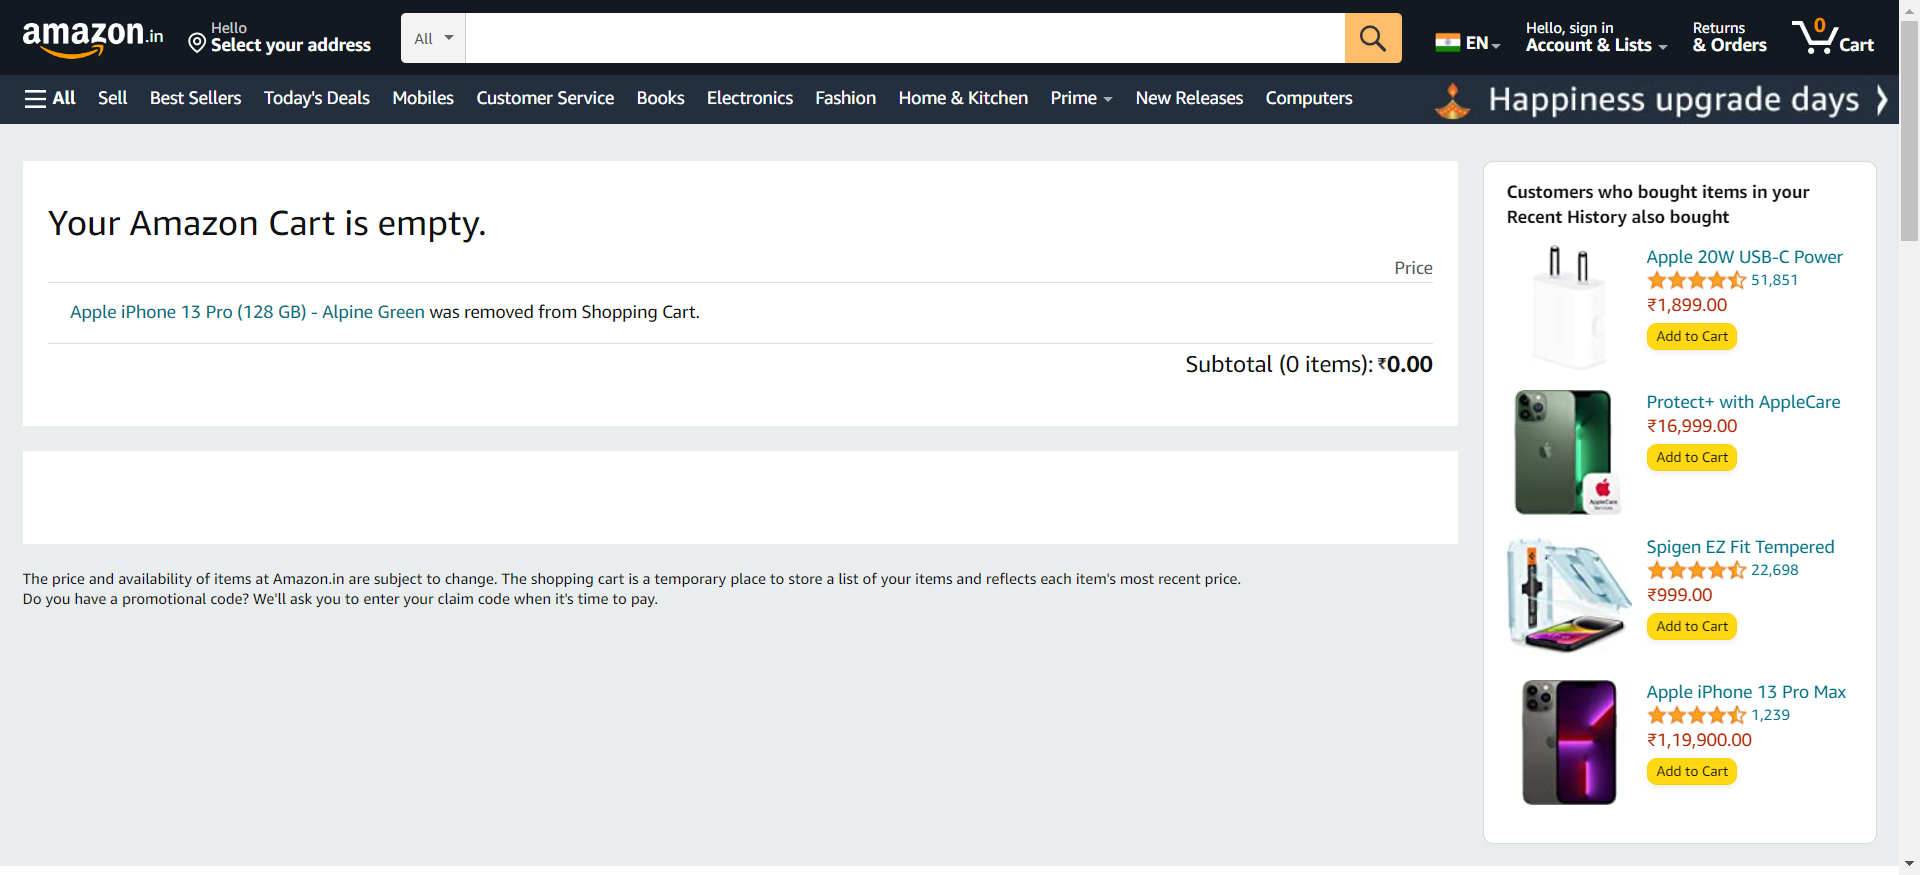 amazon.in
Hello
Select your address
All
EN
Hello, sign in
Account & Lists
Returns
& Orders
0
Cart
All
Sell
Best Sellers
Today's Deals
Mobiles
Customer Service
Books
Electronics
Fashion
Home & Kitchen
Prime
New Releases
Computers
Happiness upgrade days
Your Amazon Cart is empty.
Price
Apple iPhone 13 Pro (128 GB) - Alpine Green was removed from Shopping Cart.
Subtotal (0 items): ₹0.00
The price and availability of items at Amazon.in are subject to change. The shopping cart is a temporary place to store a list of your items and reflects each item's most recent price.
Do you have a promotional code? We'll ask you to enter your claim code when it's time to pay.
Customers who bought items in your
Recent History also bought
Apple 20W USB-C Power
51,851
₹1,899.00
Add to Cart
Protect+ with AppleCare
₹16,999.00
Add to Cart
AppleCare
Services
Spigen EZ Fit Tempered
22,698
₹999.00
Add to Cart
Apple iPhone 13 Pro Max
1,239
₹1,19,900.00
Add to Cart